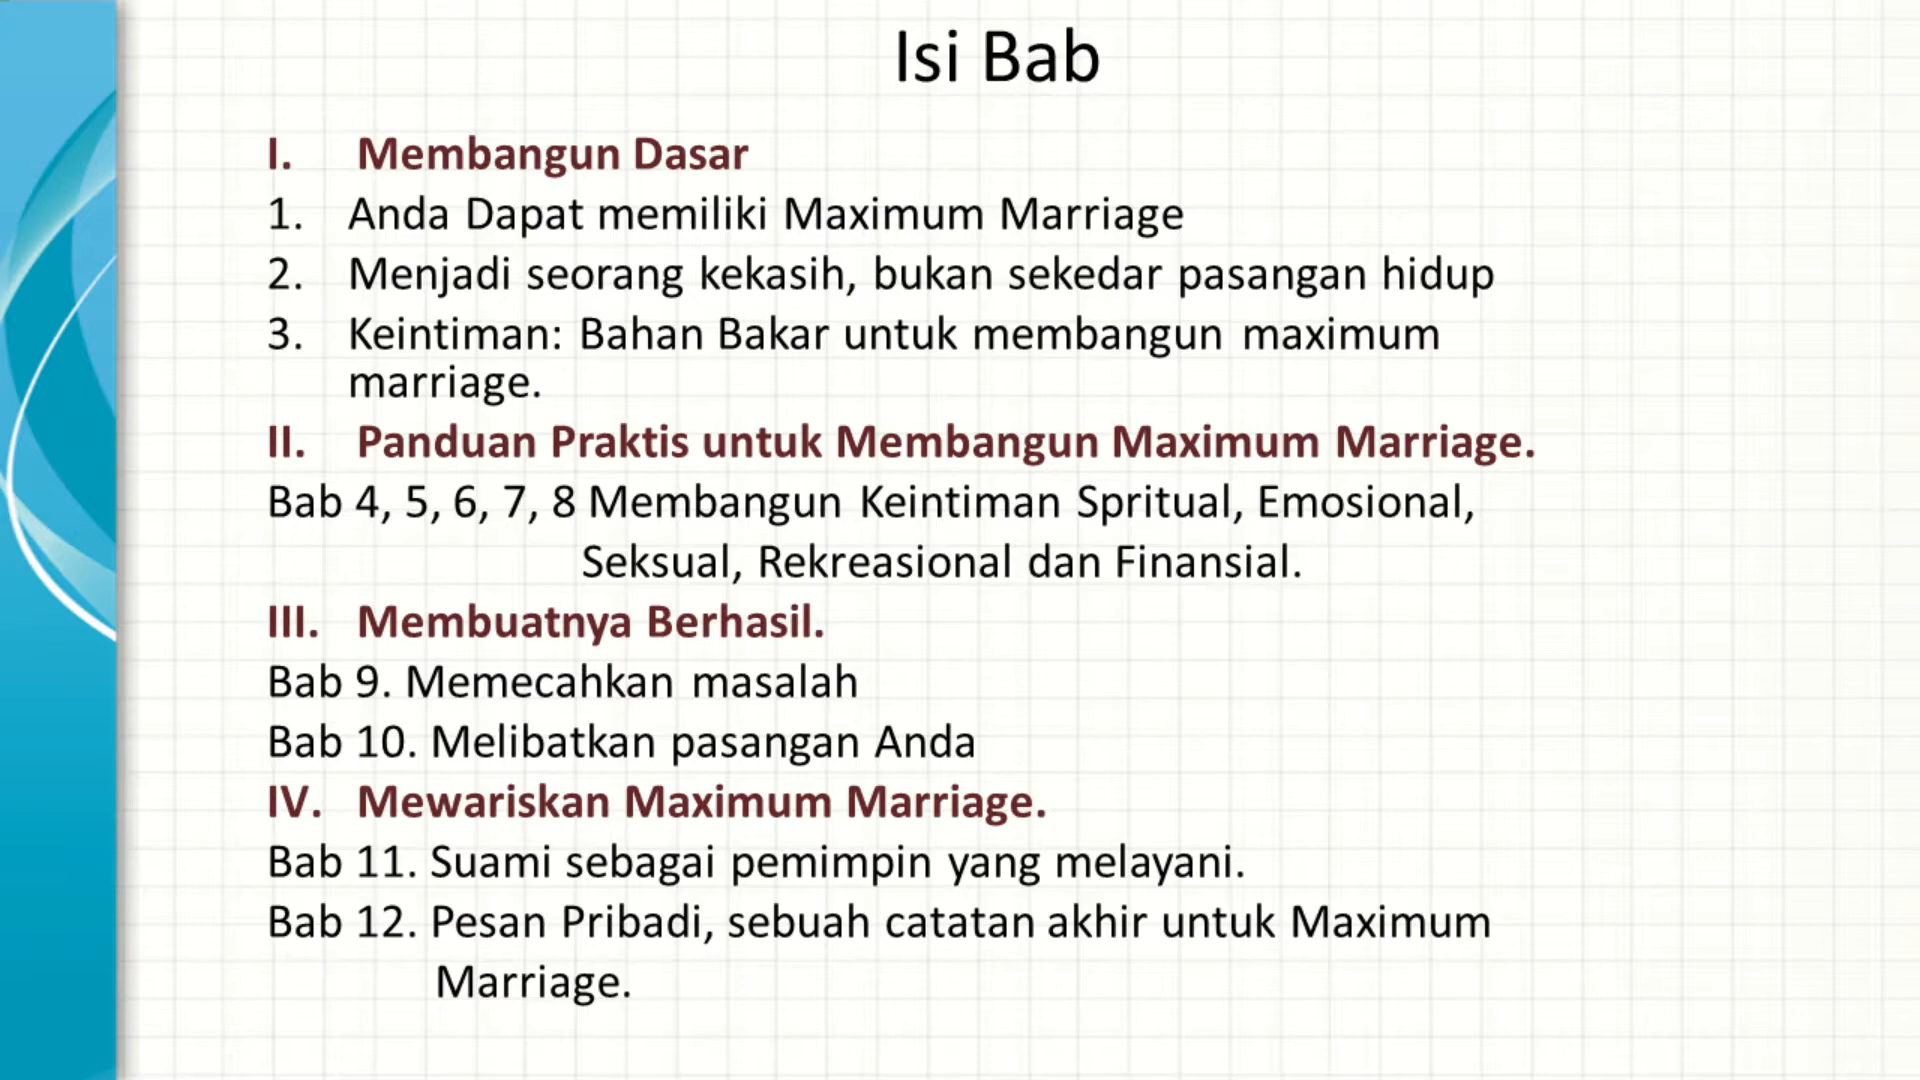 Isi Bab
I. Membangun Dasar
1. Anda Dapat memiliki Maximum Marriage
2. Menjadi seorang kekasih, bukan sekedar pasangan hidup
3. Keintiman: Bahan Bakar untuk membangun maximum
marriage.
II. Panduan Praktis untuk Membangun Maximum Marriage.
Bab 4, 5, 6, 7, 8 Membangun Keintiman Spritual, Emosional,
Seksual, Rekreasional dan Finansial.
III. Membuatnya Berhasil.
Bab 9. Memecahkan masalah
Bab 10. Melibatkan pasangan Anda
IV. Mewariskan Maximum Marriage.
Bab 11. Suami sebagai pemimpin yang melayani.
Bab 12. Pesan Pribadi, sebuah catatan akhir untuk Maximum
Marriage.